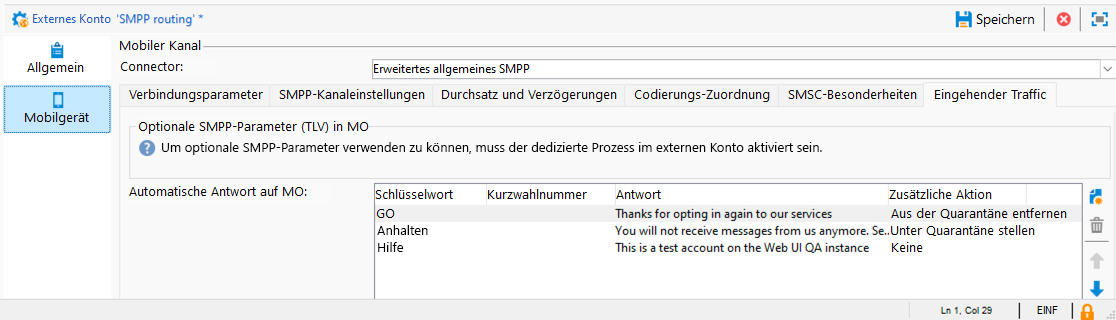 Externes Konto 'SMPP routing' *
Speichern
Allgemein
Mobilgerät
Mobiler Kanal
Connector:
Erweitertes allgemeines SMPP
Verbindungsparameter SMPP-Kanaleinstellungen Durchsatz und Verzögerungen Codierungs-Zuordnung SMSC-Besonderheiten Eingehender Traffic
Optionale SMPP-Parameter (TLV) in MO
Um optionale SMPP-Parameter verwenden zu können, muss der dedizierte Prozess im externen Konto aktiviert sein.
Automatische Antwort auf MO:
Schlüsselwort Kurzwahlnummer Antwort Zusätzliche Aktion
GO Thanks for opting in again to our services Aus der Quarantäne entfernen
Anhalten You will not receive messages from us anymore. Se.. Unter Quarantäne stellen
Hilfe This is a test account on the Web UI QA instance Keine
Ln 1, Col 29 EINF